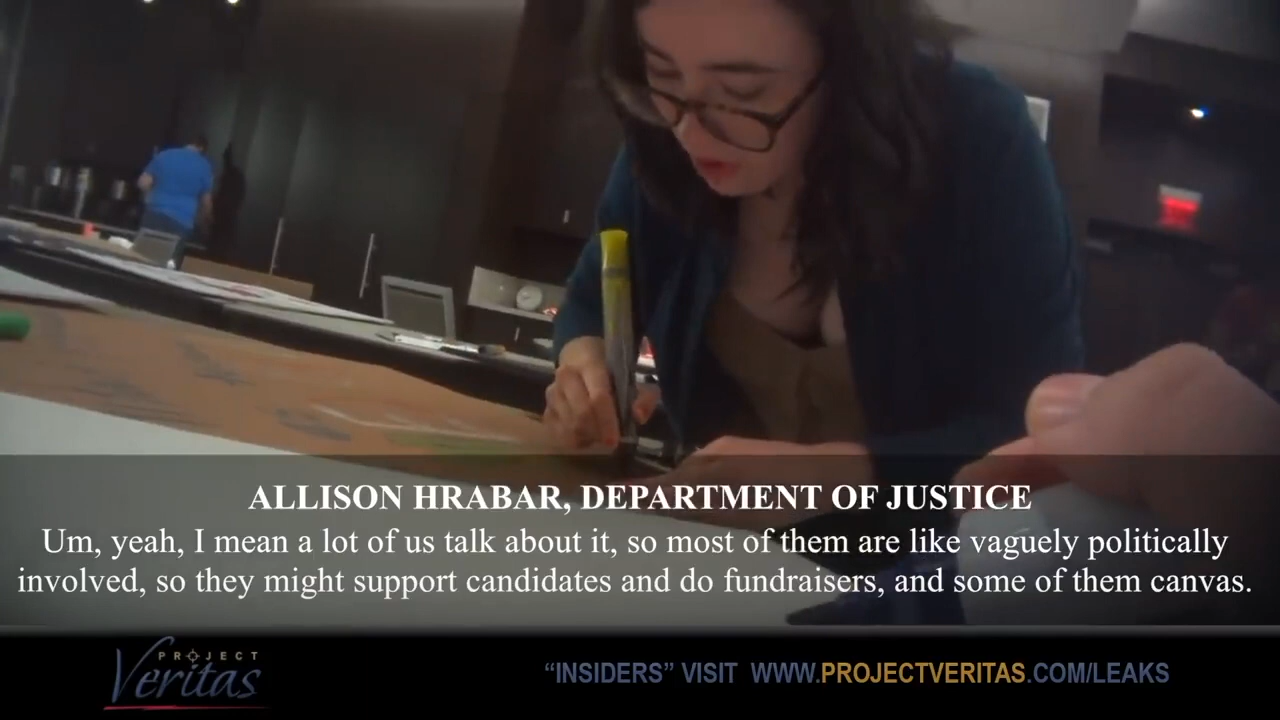 ALLISON HRABAR, DEPARTMENT OF JUSTICE
Um, yeah, I mean a lot of us talk about it, so most of them are like vaguely politically
involved, so they might support candidates and do fundraisers, and some of them canvas.
PROJECT
Veritas
“INSIDERS” VISIT WWW.PROJECTVERITAS.COM/LEAKS